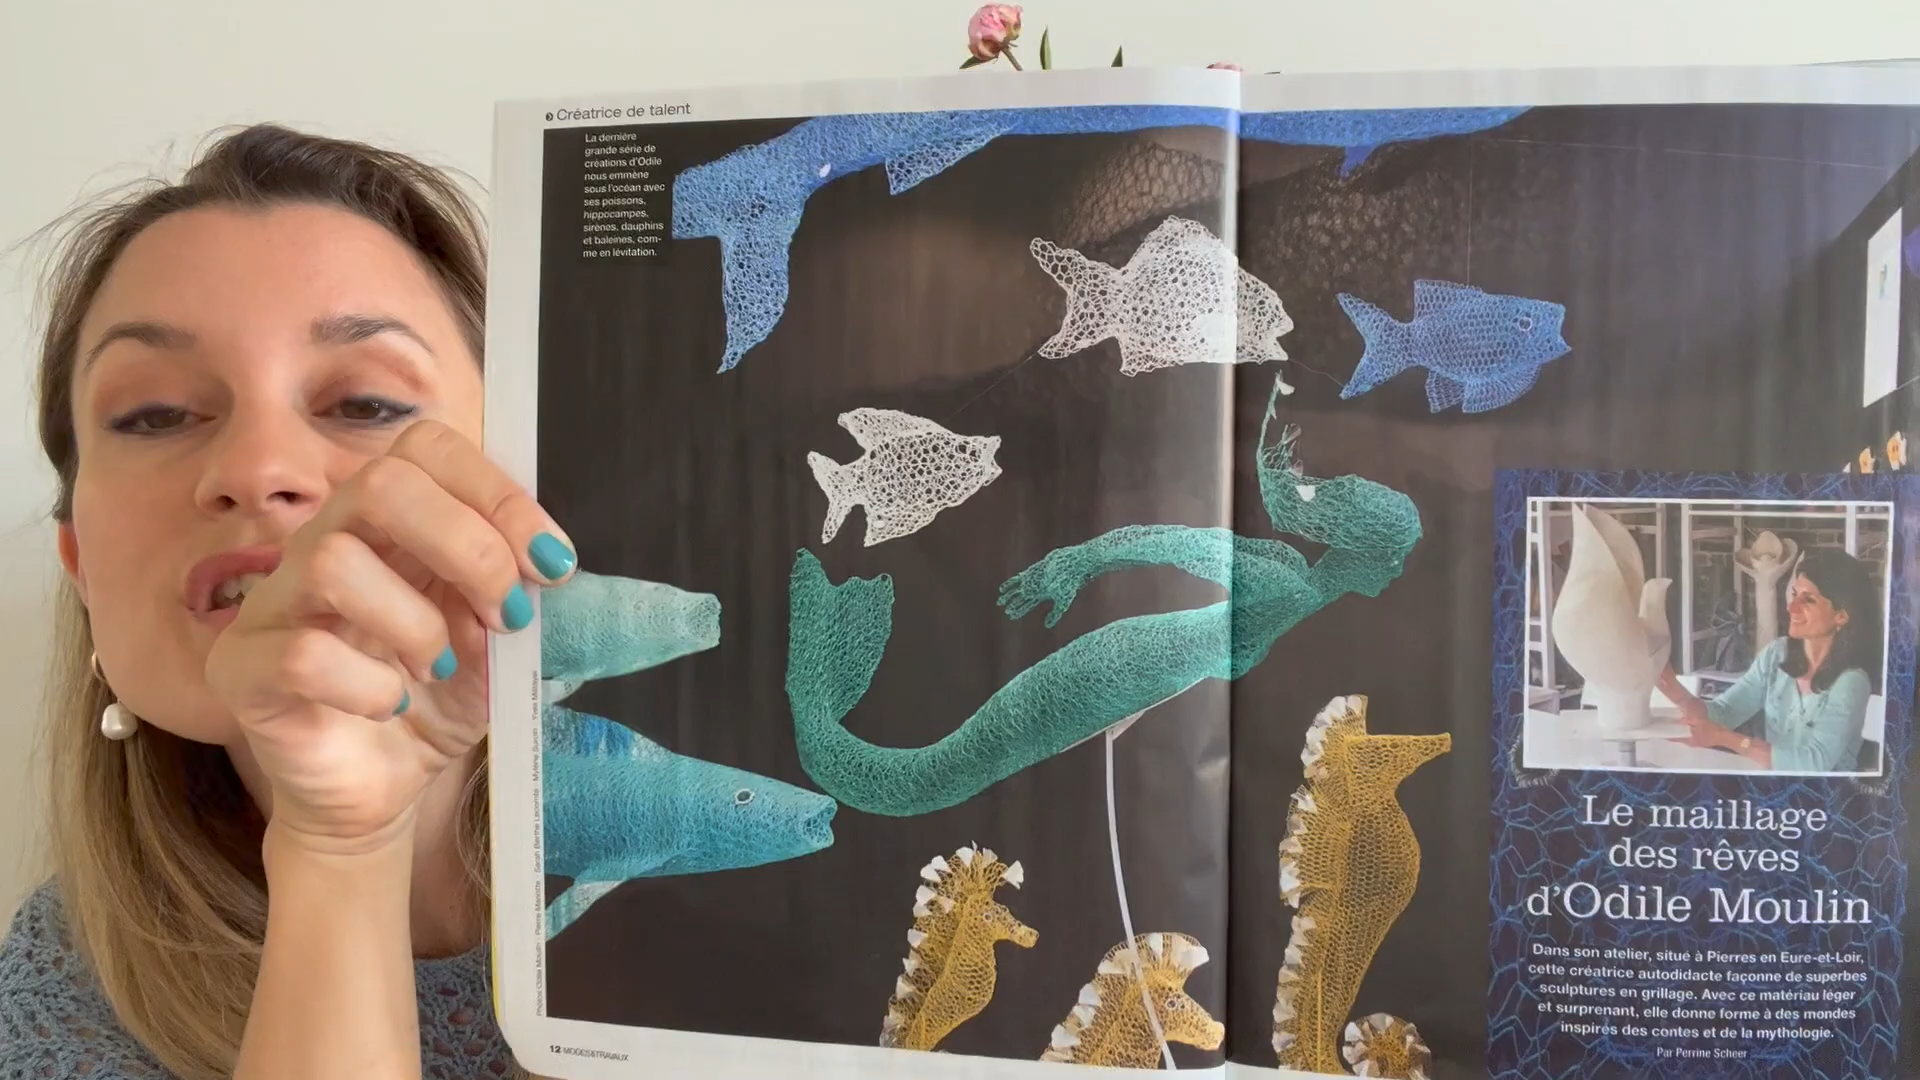 Créatrice de talent
La dernière
grande série de
créations d'Odile
nous emmène
sous l'océan avec
ses poissons,
hippocampes,
sirènes, dauphins
et baleines, com-
me en lévitation.
Le maillage
des rêves
d'Odile Moulin
Dans son atelier, situé à Pierres en Eure-et-Loir,
cette créatrice autodidacte façonne de superbes
sculptures en grillage. Avec ce matériau léger
et surprenant, elle donne forme à des mondes
inspirés des contes et de la mythologie.
Par Perrine Scheer
12 MODES&TRAVAUX